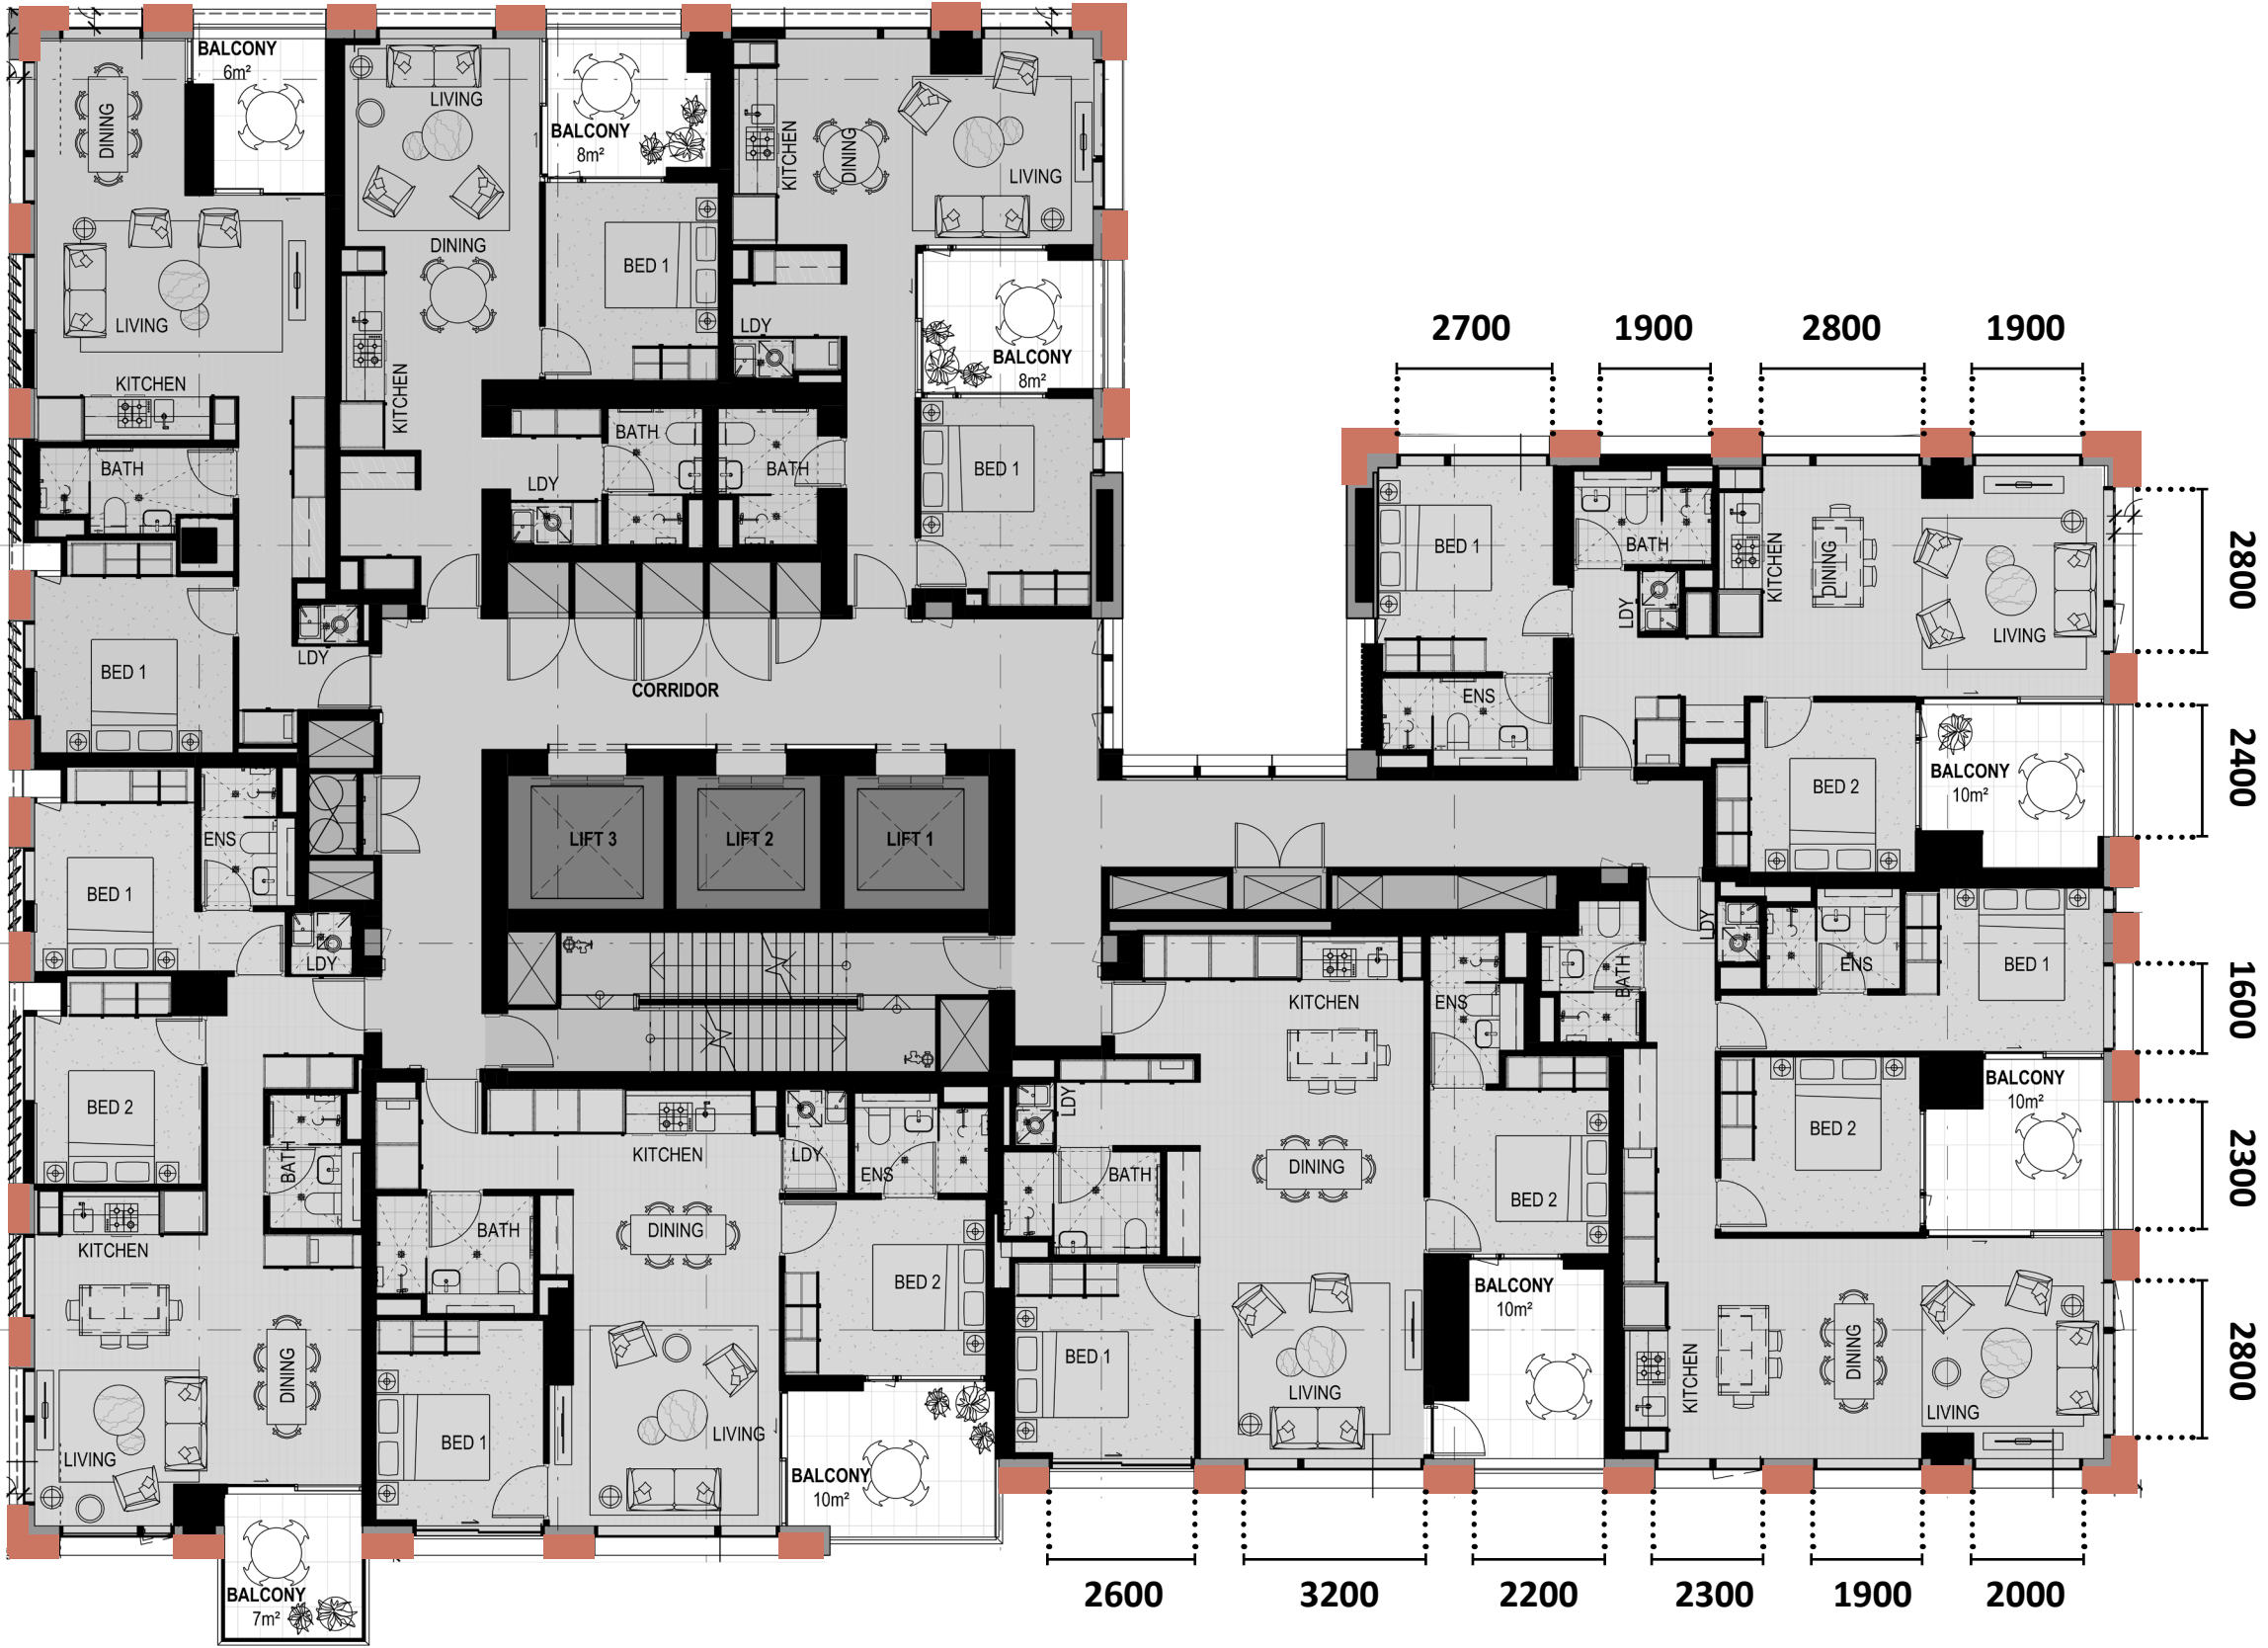 BALCONY
6m²
DINING
LIVING
KITCHEN
BATH
BED 1
LDY
LIVING
DINING
KITCHEN
BALCONY
8m²
BED 1
BATH
LDY
KITCHEN
DINING
LIVING
LDY
BALCONY
8m²
BATH
BED 1
CORRIDOR
LIFT 3
LIFT 2
LIFT 1
2700
1900
2800
1900
BED 1
BATH
LDY
KITCHEN
DINING
LIVING
ENS
BED 2
BALCONY
10m²
2800
2400
1600
2300
2800
BED 1
ENS
LDY
BED 2
BATH
KITCHEN
DINING
LIVING
BALCONY
7m²
KITCHEN
LDY
ENS
BATH
DINING
BED 2
BED 1
LIVING
BALCONY
10m²
KITCHEN
ENS
LDY
BATH
DINING
BED 2
BED 1
LIVING
BALCONY
10m²
LDY
ENS
BED 1
BATH
BED 2
BALCONY
10m²
KITCHEN
DINING
LIVING
2600
3200
2200
2300
1900
2000